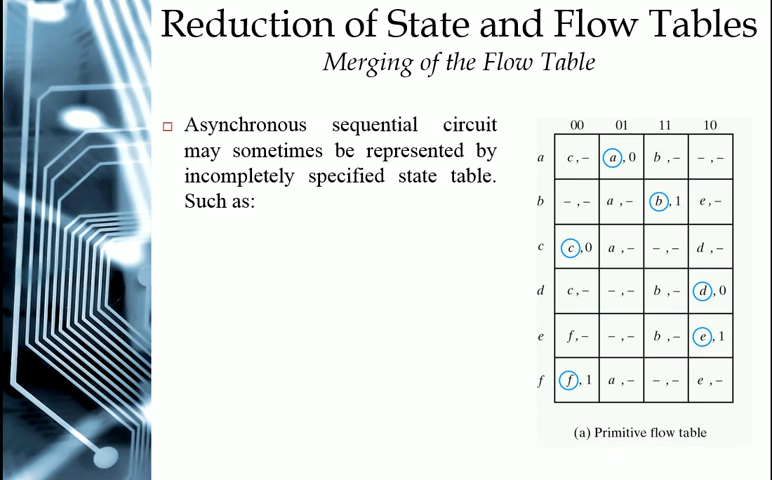 Reduction of State and Flow Tables
Merging of the Flow Table
Asynchronous sequential circuit
may sometimes be represented by
incompletely specified state table.
Such as:
00 01 11 10
a c,– a,0 b,– –,–
b –,– a,– b,1 e,–
c c,0 a,– –,– d,–
d c,– –,– b,– d,0
e f,– –,– b,– e,1
f f,1 a,– –,– e,–
(a) Primitive flow table